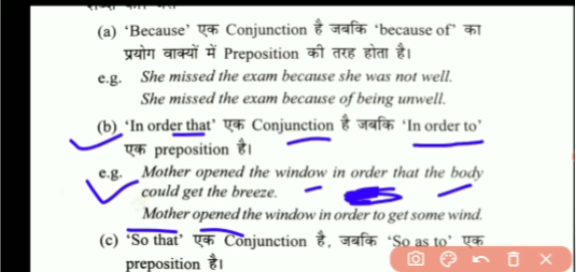 (a) ‘Because’ एक Conjunction है जबकि ‘because of’ का
प्रयोग वाक्यों में Preposition की तरह होता है।
e.g. She missed the exam because she was not well.
She missed the exam because of being unwell.
(b) ‘In order that’ एक Conjunction है जबकि ‘In order to’
एक preposition है।
e.g. Mother opened the window in order that the body
could get the breeze.
Mother opened the window in order to get some wind.
(c) ‘So that’ एक Conjunction है, जबकि ‘So as to’ एक
preposition है।